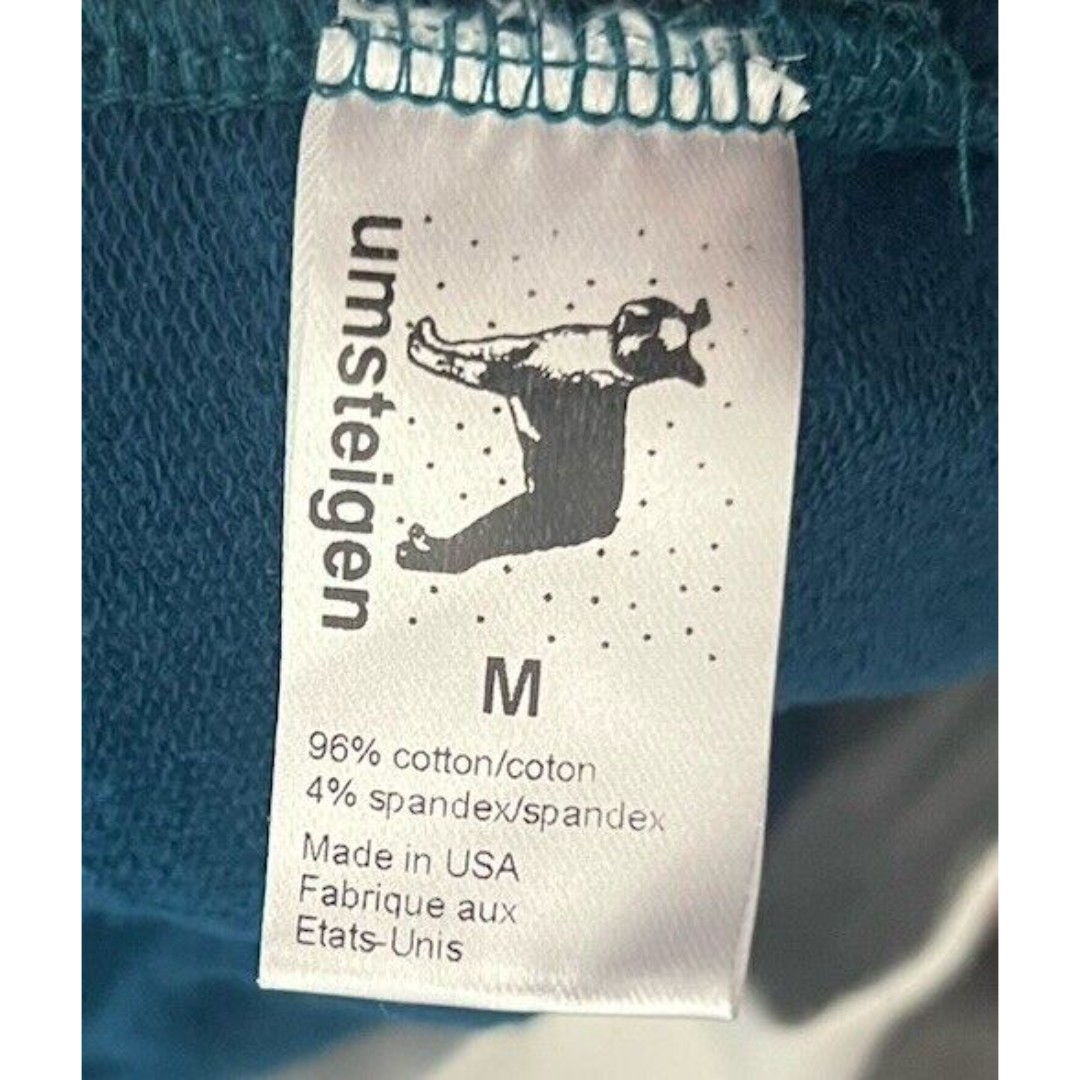 umsteigen
M
96% cotton/coton
4% spandex/spandex
Made in USA
Fabrique aux
Etats-Unis